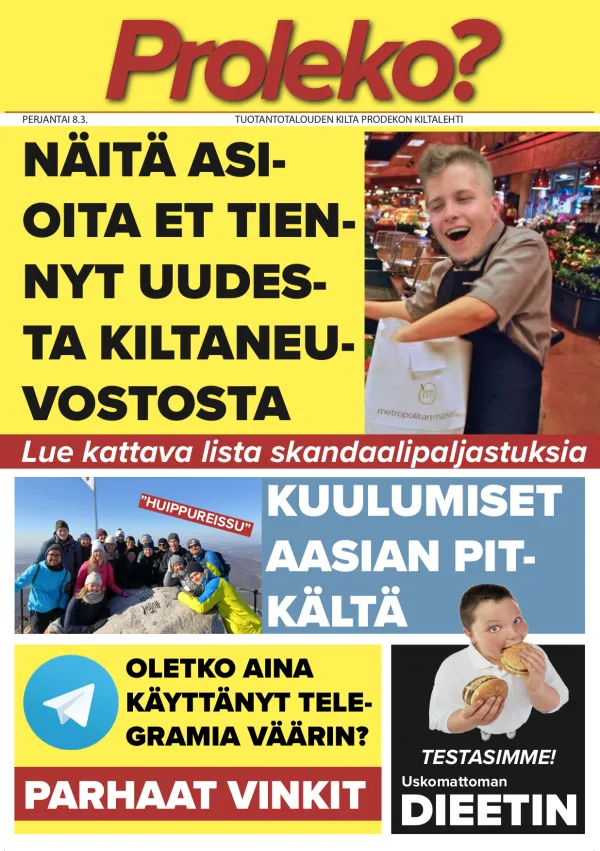 Proleko?
PERJANTAI 8.3.
TUOTANTOTALOUDEN KILTA PRODEKON KILTALEHTI
NÄITÄ ASI-
OITA ET TIEN-
NYT UUDES-
TA KILTANEU-
VOSTOSTA
metropolitan market
Lue kattava lista skandaalipaljastuksia
"HUIPPUREISSU"
KUULUMISET
AASIAN PIT-
KÄLTÄ
OLETKO AINA
KÄYTTÄNYT TELE-
GRAMIA VÄÄRIN?
PARHAAT VINKIT
TESTASIMME!
Uskomattoman
DIEETIN